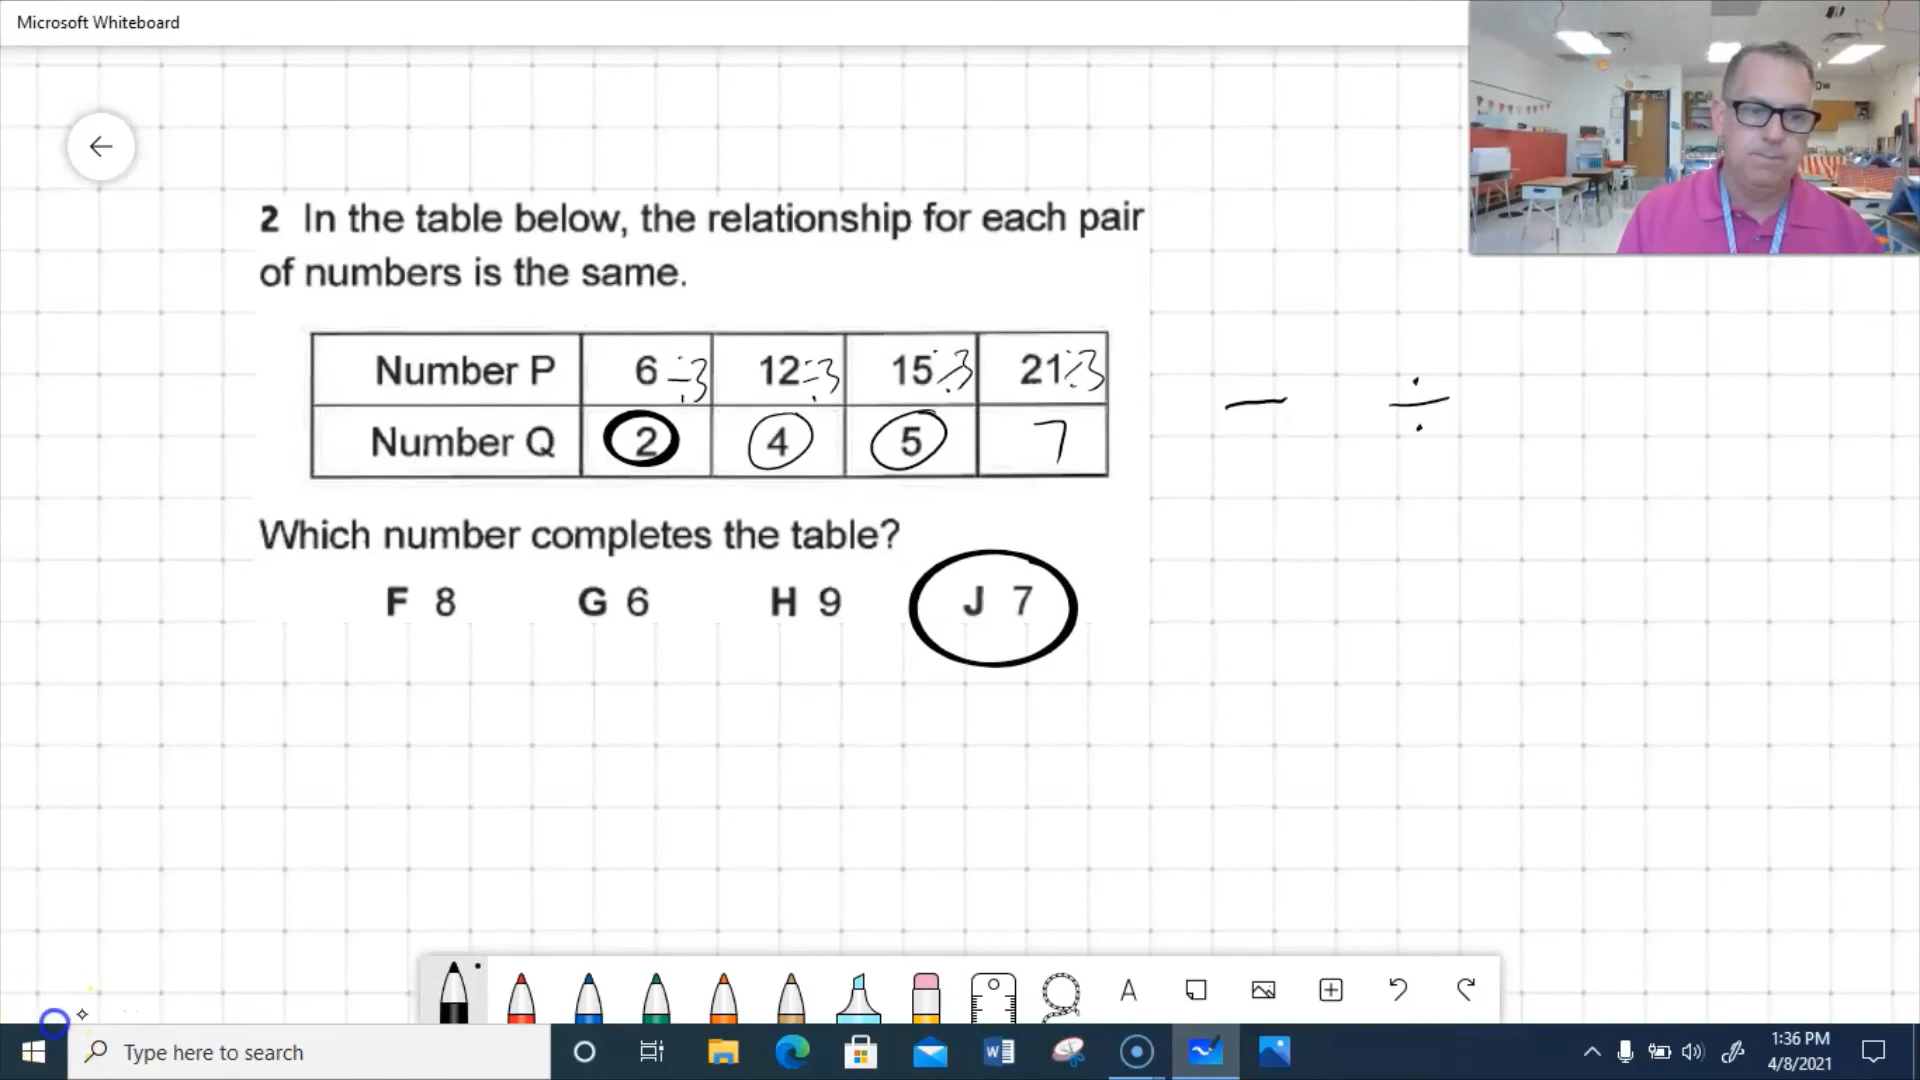 Microsoft Whiteboard
2 In the table below, the relationship for each pair
of numbers is the same.
Number P 6 ÷3 12 ÷3 15 ÷3 21 ÷3
Number Q 2 4 5 7
− ÷
Which number completes the table?
F 8 G 6 H 9 J 7
A
Type here to search
1:36 PM
4/8/2021